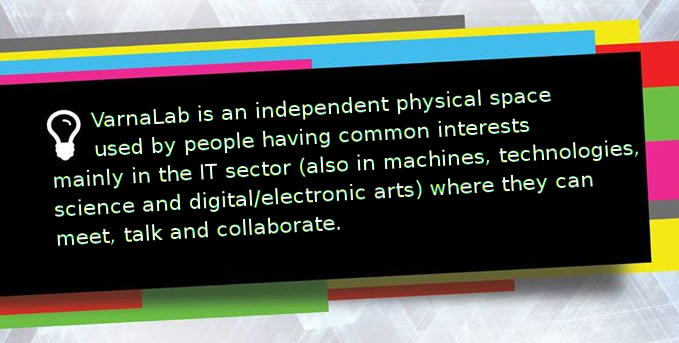 VarnaLab is an independent physical space
used by people having common interests
mainly in the IT sector (also in machines, technologies,
science and digital/electronic arts) where they can
meet, talk and collaborate.